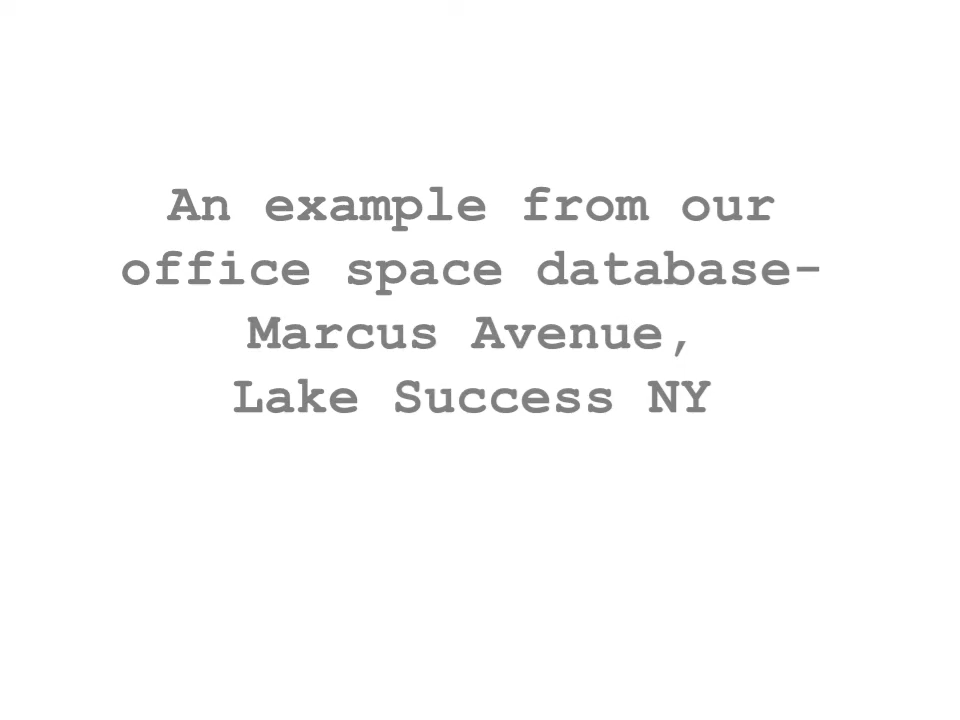 An example from our
office space database-
Marcus Avenue,
Lake Success NY